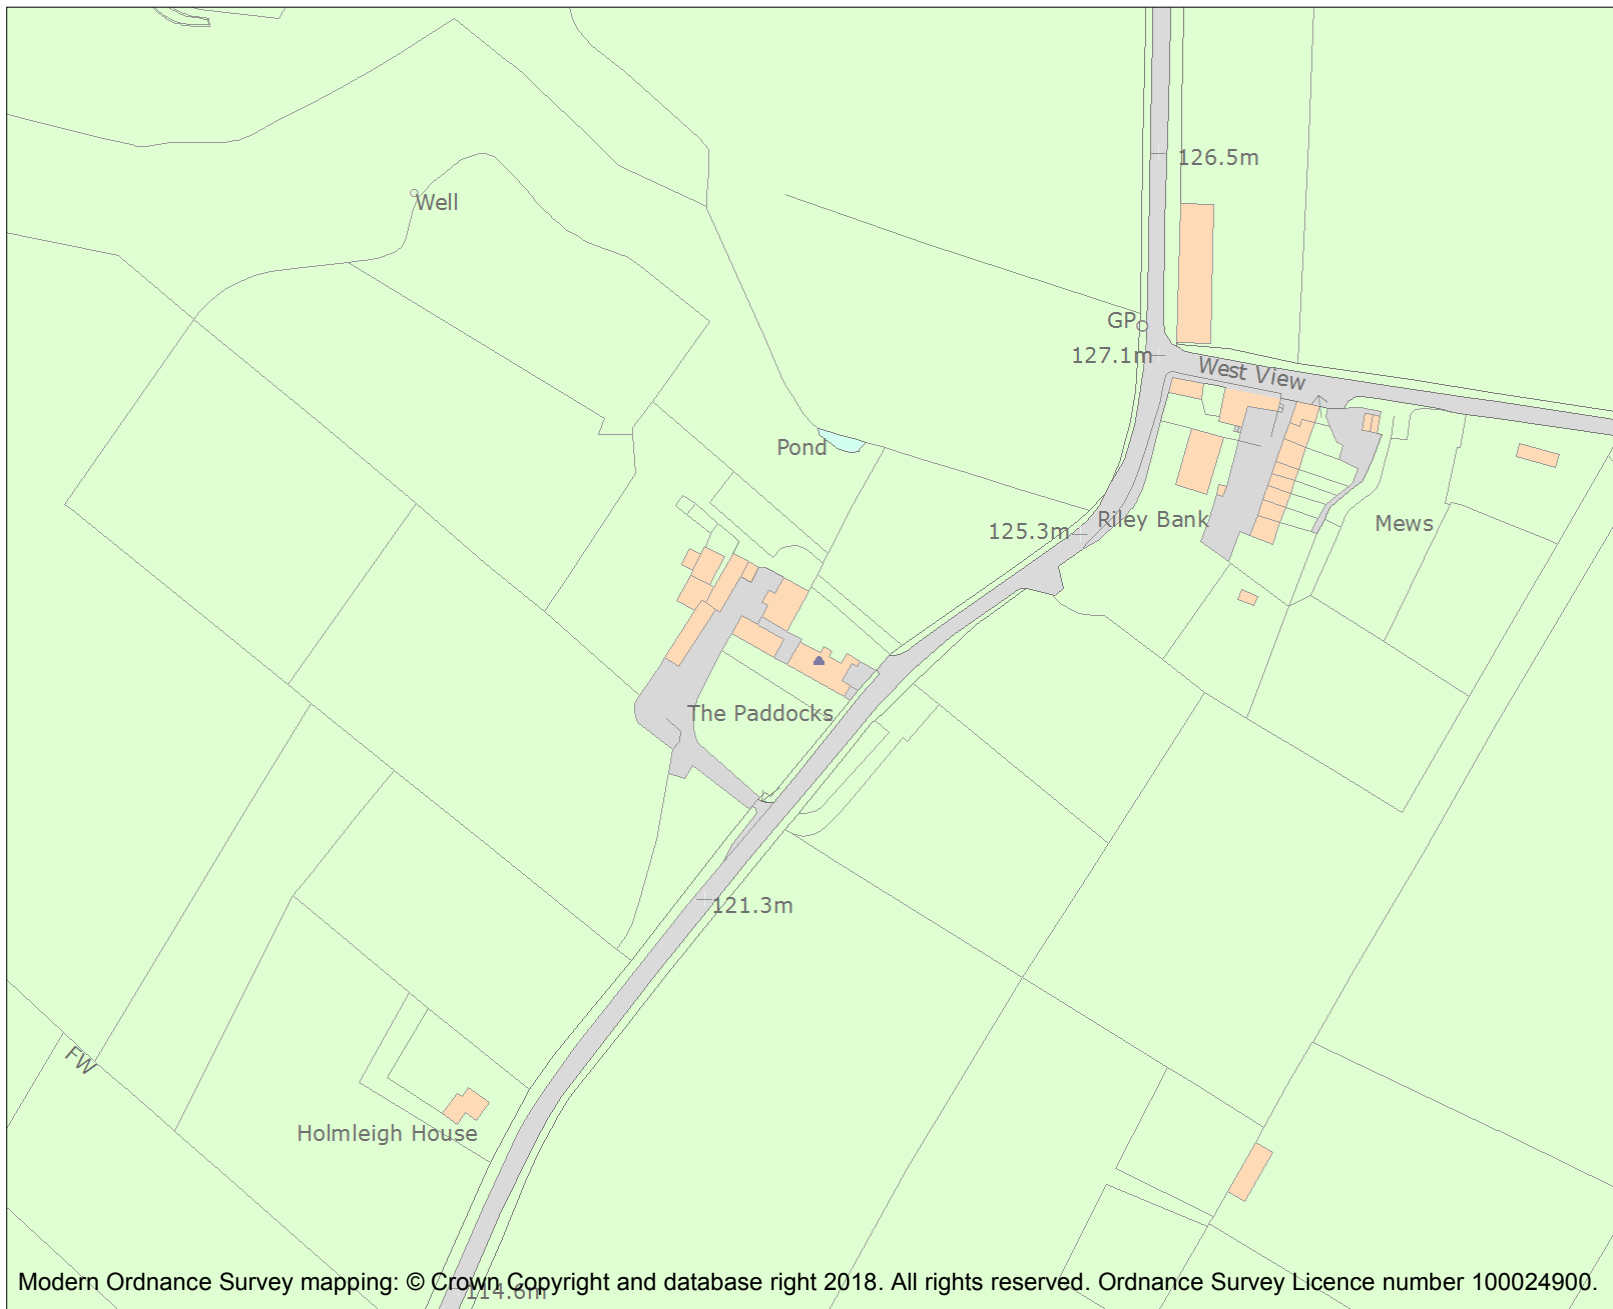 126.5m
Well
GP
127.1m
West View
Pond
Riley Bank
Mews
125.3m
The Paddocks
121.3m
FW
Holmleigh House
Modern Ordnance Survey mapping: © Crown Copyright and database right 2018. All rights reserved. Ordnance Survey Licence number 100024900.
114.6m